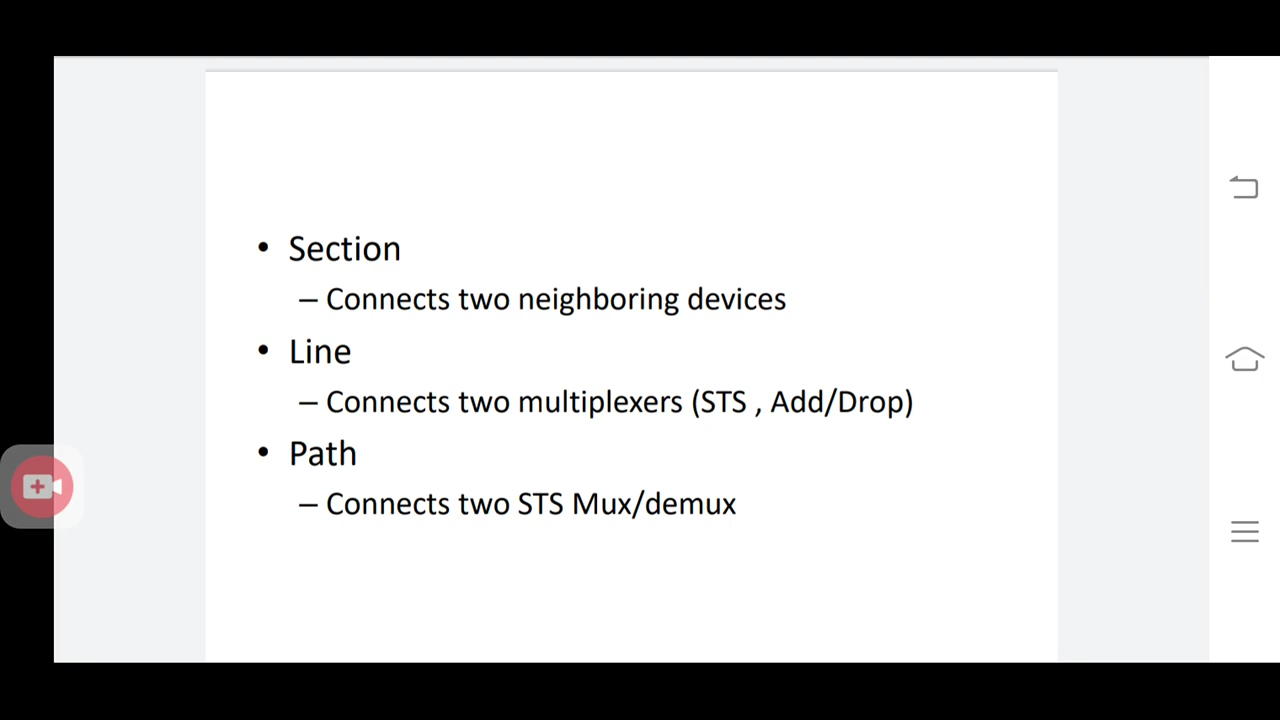 • Section
– Connects two neighboring devices
• Line
– Connects two multiplexers (STS , Add/Drop)
• Path
– Connects two STS Mux/demux